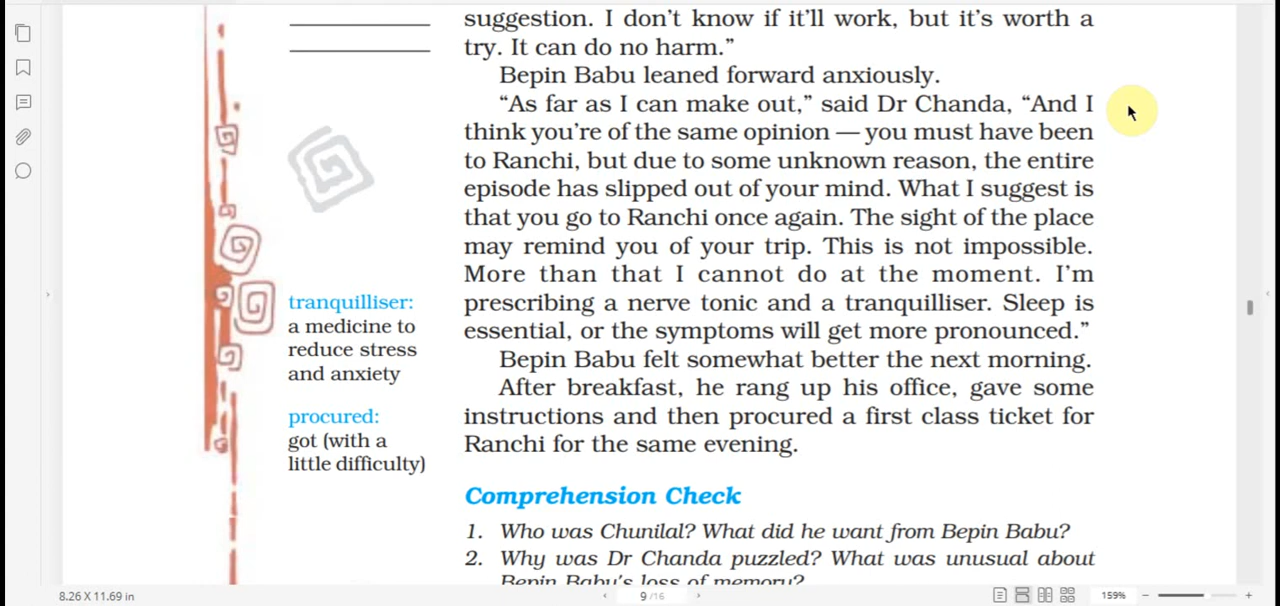 suggestion. I don't know if it'll work, but it's worth a
try. It can do no harm.”
Bepin Babu leaned forward anxiously.
“As far as I can make out,” said Dr Chanda, “And I
think you're of the same opinion — you must have been
to Ranchi, but due to some unknown reason, the entire
episode has slipped out of your mind. What I suggest is
that you go to Ranchi once again. The sight of the place
may remind you of your trip. This is not impossible.
More than that I cannot do at the moment. I'm
prescribing a nerve tonic and a tranquilliser. Sleep is
essential, or the symptoms will get more pronounced.”
Bepin Babu felt somewhat better the next morning.
After breakfast, he rang up his office, gave some
instructions and then procured a first class ticket for
Ranchi for the same evening.
tranquilliser:
a medicine to
reduce stress
and anxiety
procured:
got (with a
little difficulty)
Comprehension Check
1. Who was Chunilal? What did he want from Bepin Babu?
2. Why was Dr Chanda puzzled? What was unusual about
Bepin Babu's loss of memory?
8.26 X 11.69 in
9 /16
159%